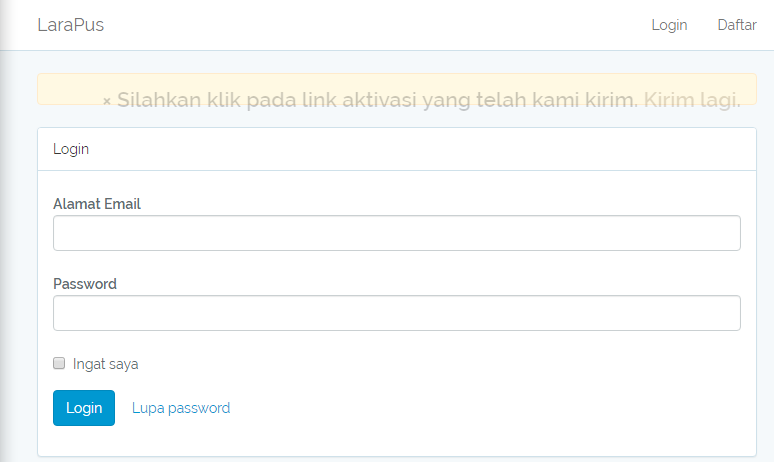 LaraPus
Login Daftar
× Silahkan klik pada link aktivasi yang telah kami kirim. Kirim lagi.
Login
Alamat Email
Password
Ingat saya
Login Lupa password